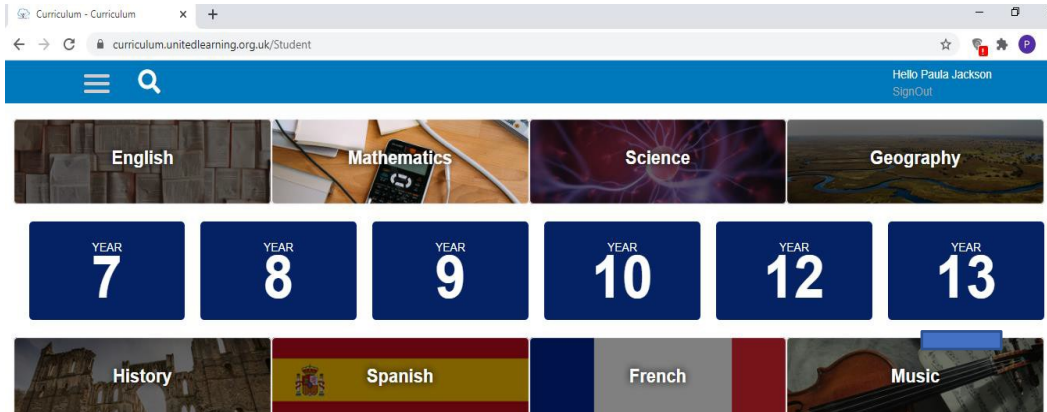 Curriculum - Curriculum
curriculum.unitedlearning.org.uk/Student
P
Hello Paula Jackson
SignOut
English
Mathematics
Science
Geography
YEAR
7
YEAR
8
YEAR
9
YEAR
10
YEAR
12
YEAR
13
History
Spanish
French
Music